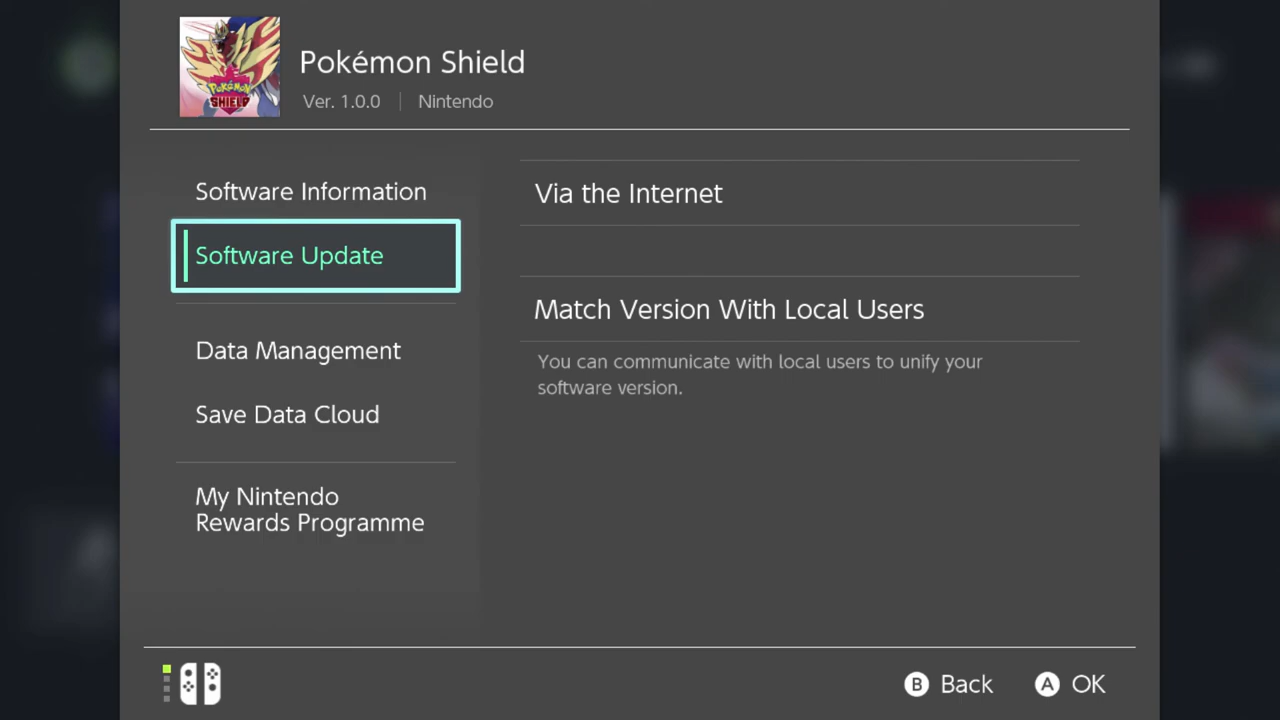 POKéMON
SHIELD
Pokémon Shield
Ver. 1.0.0 | Nintendo
Software Information
Software Update
Data Management
Save Data Cloud
My Nintendo
Rewards Programme
Via the Internet
Match Version With Local Users
You can communicate with local users to unify your
software version.
B Back A OK